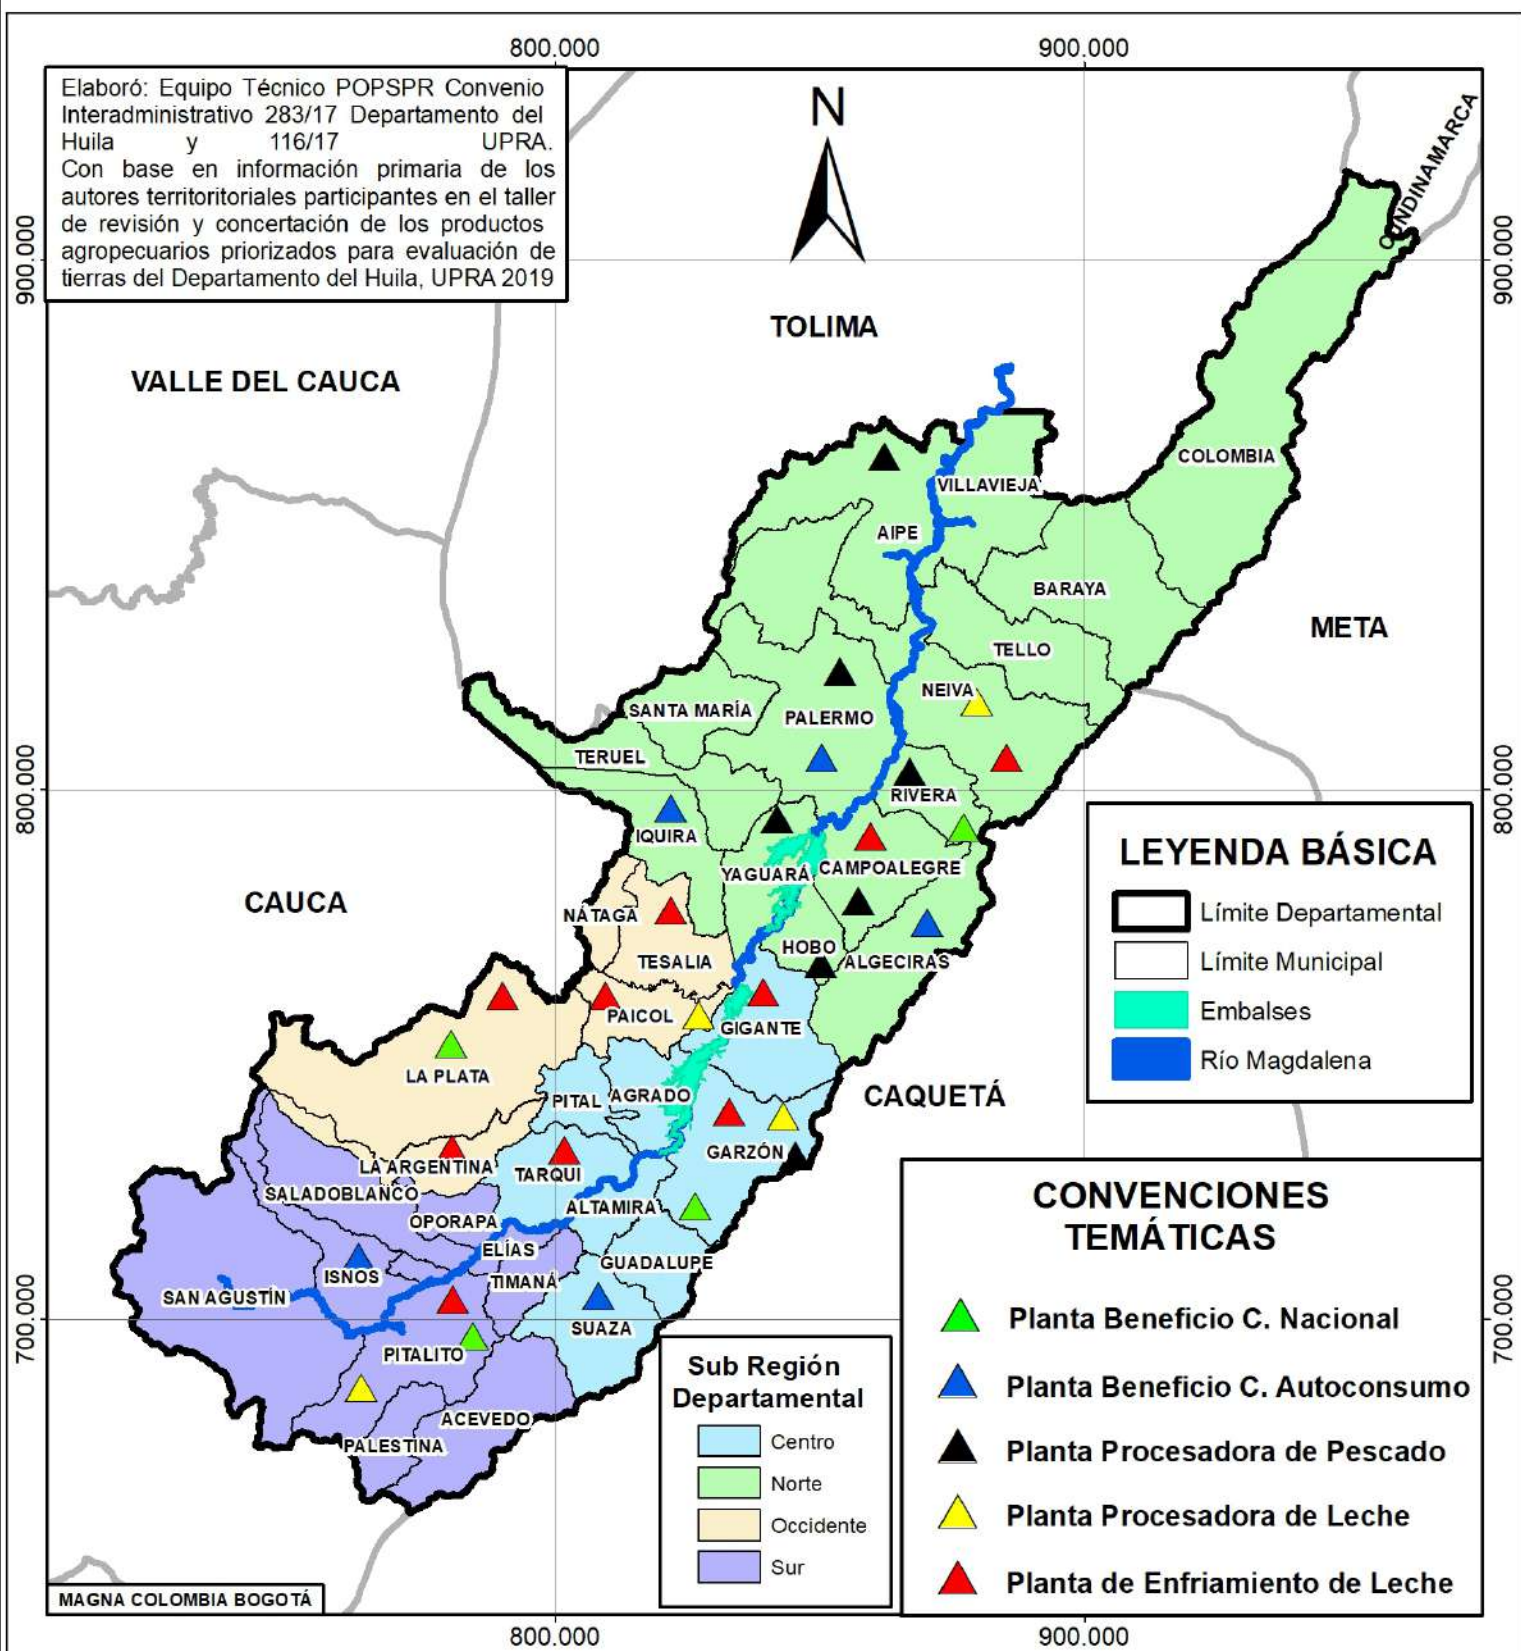 800.000
900.000
Elaboró: Equipo Técnico POPSPR Convenio
Interadministrativo 283/17 Departamento del
Huila y 116/17 UPRA.
Con base en información primaria de los
autores territoritoriales participantes en el taller
de revisión y concertación de los productos
agropecuarios priorizados para evaluación de
tierras del Departamento del Huila, UPRA 2019
N
CUNDINAMARCA
900.000
900.000
TOLIMA
VALLE DEL CAUCA
COLOMBIA
VILLAVIEJA
AIPE
BARAYA
META
TELLO
NEIVA
SANTA MARÍA
PALERMO
TERUEL
800.000
800.000
RIVERA
IQUIRA
YAGUARÁ
CAMPOALEGRE
CAUCA
NÁTAGA
HOBO
TESALIA
ALGECIRAS
PAICOL
GIGANTE
LA PLATA
PITAL
AGRADO
CAQUETÁ
GARZÓN
LA ARGENTINA
TARQUI
SALADOBLANCO
ALTAMIRA
OPORAPA
ELÍAS
GUADALUPE
ISNOS
TIMANÁ
SAN AGUSTÍN
SUAZA
700.000
700.000
PITALITO
ACEVEDO
PALESTINA
LEYENDA BÁSICA
Límite Departamental
Límite Municipal
Embalses
Río Magdalena
CONVENCIONES
TEMÁTICAS
Planta Beneficio C. Nacional
Planta Beneficio C. Autoconsumo
Planta Procesadora de Pescado
Planta Procesadora de Leche
Planta de Enfriamiento de Leche
Sub Región
Departamental
Centro
Norte
Occidente
Sur
MAGNA COLOMBIA BOGOTÁ
800.000
900.000